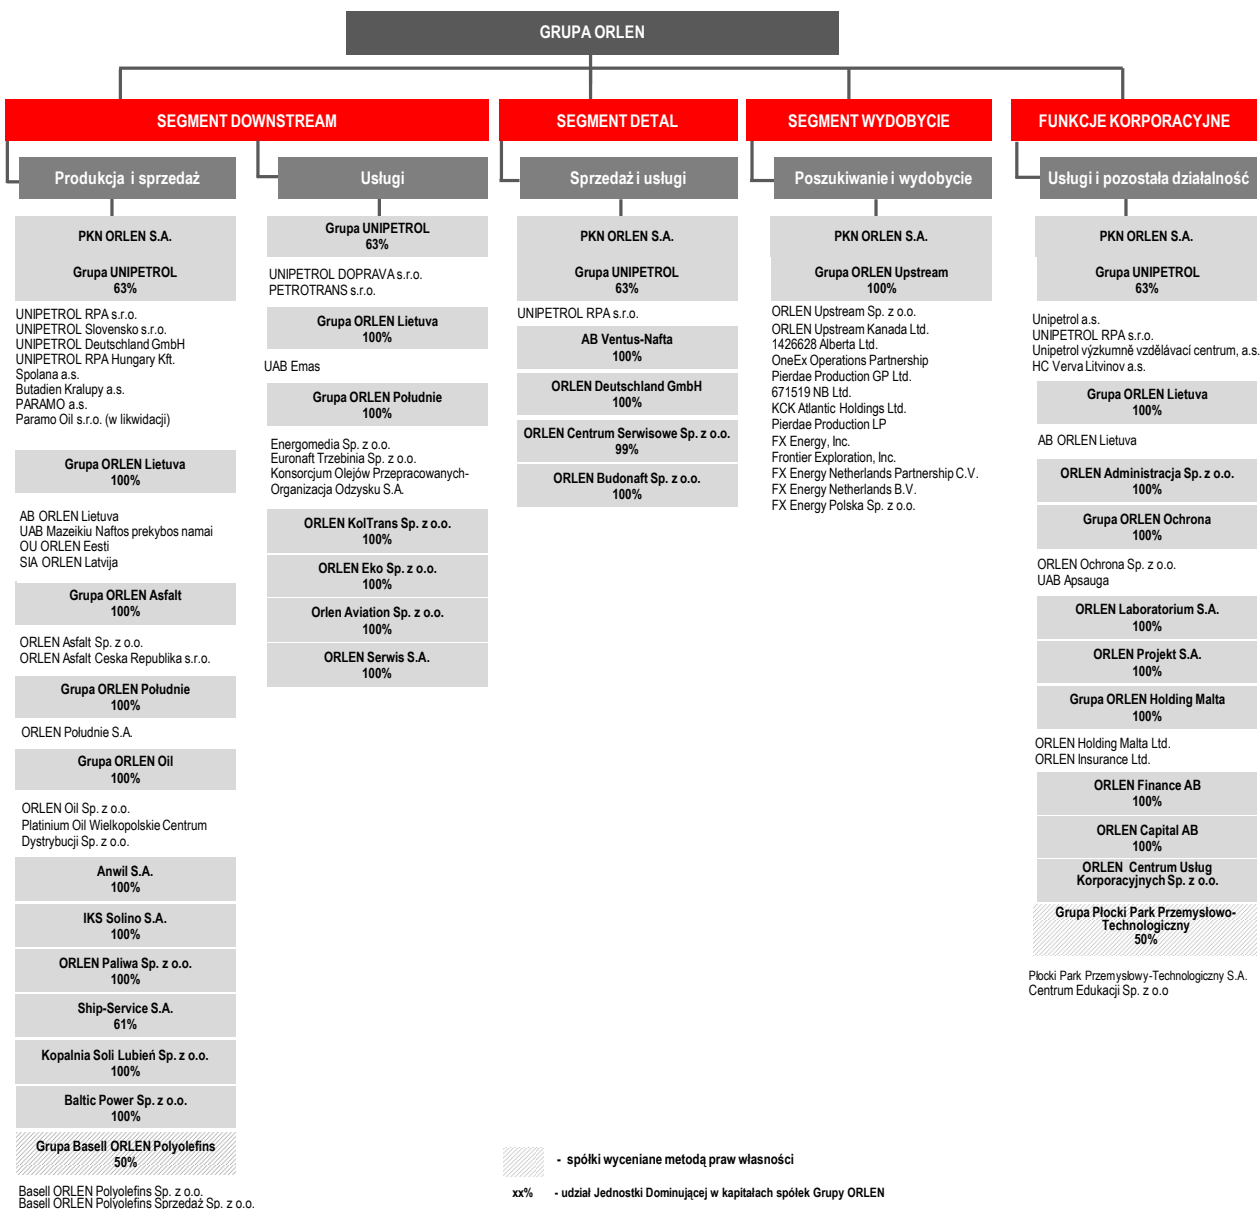 GRUPA ORLEN
SEGMENT DOWNSTREAM
Produkcja i sprzedaż
PKN ORLEN S.A.
Grupa UNIPETROL
63%
UNIPETROL RPA s.r.o.
UNIPETROL Slovensko s.r.o.
UNIPETROL Deutschland GmbH
UNIPETROL RPA Hungary Kft.
Spolana a.s.
Butadien Kralupy a.s.
PARAMO a.s.
Paramo Oil s.r.o. (w likwidacji)
Grupa ORLEN Lietuva
100%
AB ORLEN Lietuva
UAB Mazeikiu Naftos prekybos namai
OU ORLEN Eesti
SIA ORLEN Latvija
Grupa ORLEN Asfalt
100%
ORLEN Asfalt Sp. z o.o.
ORLEN Asfalt Ceska Republika s.r.o.
Grupa ORLEN Południe
100%
ORLEN Południe S.A.
Grupa ORLEN Oil
100%
ORLEN Oil Sp. z o.o.
Platinium Oil Wielkopolskie Centrum
Dystrybucji Sp. z o.o.
Anwil S.A.
100%
IKS Solino S.A.
100%
ORLEN Paliwa Sp. z o.o.
100%
Ship-Service S.A.
61%
Kopalnia Soli Lubień Sp. z o.o.
100%
Baltic Power Sp. z o.o.
100%
Grupa Basell ORLEN Polyolefins
50%
Basell ORLEN Polyolefins Sp. z o.o.
Basell ORLEN Polyolefins Sprzedaż Sp. z o.o.
Usługi
Grupa UNIPETROL
63%
UNIPETROL DOPRAVA s.r.o.
PETROTRANS s.r.o.
Grupa ORLEN Lietuva
100%
UAB Emas
Grupa ORLEN Południe
100%
Energomedia Sp. z o.o.
Euronaft Trzebinia Sp. z o.o.
Konsorcjum Olejów Przepracowanych-
Organizacja Odzysku S.A.
ORLEN KolTrans Sp. z o.o.
100%
ORLEN Eko Sp. z o.o.
100%
Orlen Aviation Sp. z o.o.
100%
ORLEN Serwis S.A.
100%
SEGMENT DETAL
Sprzedaż i usługi
PKN ORLEN S.A.
Grupa UNIPETROL
63%
UNIPETROL RPA s.r.o.
AB Ventus-Nafta
100%
ORLEN Deutschland GmbH
100%
ORLEN Centrum Serwisowe Sp. z o.o.
99%
ORLEN Budonaft Sp. z o.o.
100%
SEGMENT WYDOBYCIE
Poszukiwanie i wydobycie
PKN ORLEN S.A.
Grupa ORLEN Upstream
100%
ORLEN Upstream Sp. z o.o.
ORLEN Upstream Kanada Ltd.
1426628 Alberta Ltd.
OneEx Operations Partnership
Pierdae Production GP Ltd.
671519 NB Ltd.
KCK Atlantic Holdings Ltd.
Pierdae Production LP
FX Energy, Inc.
Frontier Exploration, Inc.
FX Energy Netherlands Partnership C.V.
FX Energy Netherlands B.V.
FX Energy Polska Sp. z o.o.
FUNKCJE KORPORACYJNE
Usługi i pozostała działalność
PKN ORLEN S.A.
Grupa UNIPETROL
63%
Unipetrol a.s.
UNIPETROL RPA s.r.o.
Unipetrol výzkumně vzdělávací centrum, a.s.
HC Verva Litvinov a.s.
Grupa ORLEN Lietuva
100%
AB ORLEN Lietuva
ORLEN Administracja Sp. z o.o.
100%
Grupa ORLEN Ochrona
100%
ORLEN Ochrona Sp. z o.o.
UAB Apsauga
ORLEN Laboratorium S.A.
100%
ORLEN Projekt S.A.
100%
Grupa ORLEN Holding Malta
100%
ORLEN Holding Malta Ltd.
ORLEN Insurance Ltd.
ORLEN Finance AB
100%
ORLEN Capital AB
100%
ORLEN Centrum Usług
Korporacyjnych Sp. z o.o.
Grupa Płocki Park Przemysłowo-
Technologiczny
50%
Płocki Park Przemysłowy-Technologiczny S.A.
Centrum Edukacji Sp. z o.o
- spółki wyceniane metodą praw własności
xx% - udział Jednostki Dominującej w kapitałach spółek Grupy ORLEN